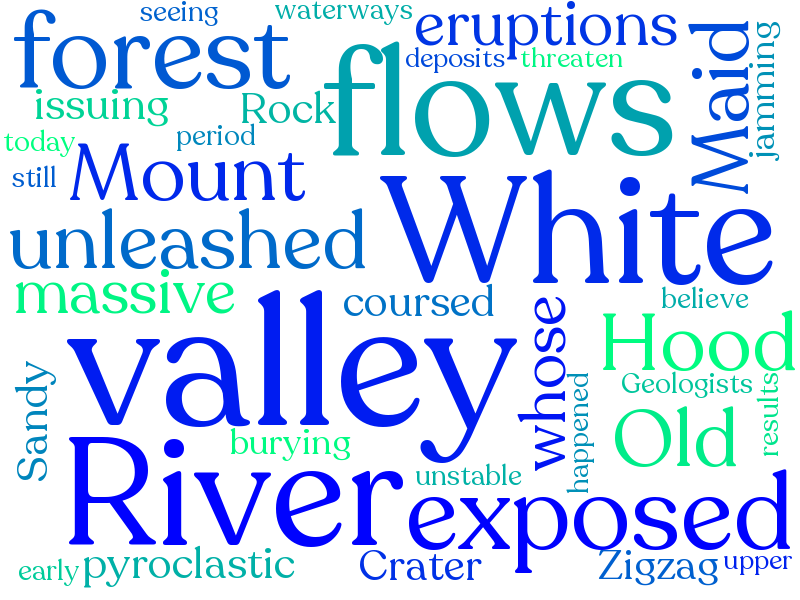 seeing
waterways
eruptions
forest
deposits
threaten
Maid
jamming
issuing
Rock
flows
today
period
still
Mount
White
unleashed
massive
coursed
believe
valley
whose
Hood
Sandy
Geologists
happened
results
burying
Old
River
unstable
exposed
early
pyroclastic
Crater
Zigzag
upper